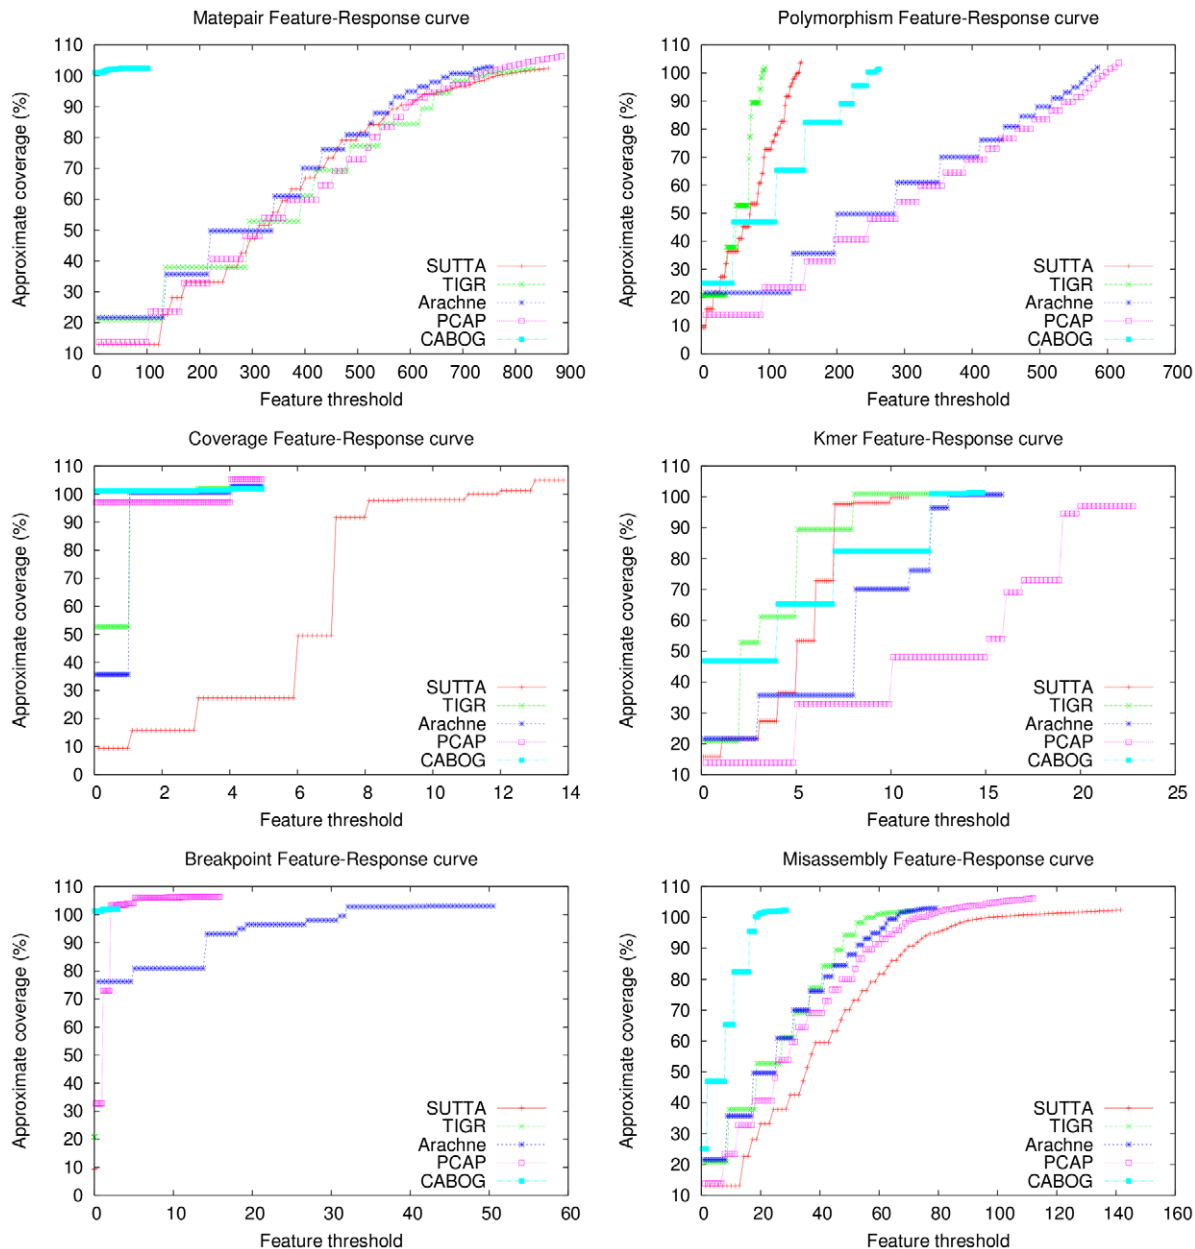 Matepair Feature-Response curve
Approximate coverage (%)
110
100
90
80
70
60
50
40
30
20
10
SUTTA
TIGR
Arachne
PCAP
CABOG
0 100 200 300 400 500 600 700 800 900
Feature threshold
Polymorphism Feature-Response curve
Approximate coverage (%)
110
100
90
80
70
60
50
40
30
20
10
0
SUTTA
TIGR
Arachne
PCAP
CABOG
0 100 200 300 400 500 600 700
Feature threshold
Coverage Feature-Response curve
Approximate coverage (%)
110
100
90
80
70
60
50
40
30
20
10
0
SUTTA
TIGR
Arachne
PCAP
CABOG
0 2 4 6 8 10 12 14
Feature threshold
Kmer Feature-Response curve
Approximate coverage (%)
110
100
90
80
70
60
50
40
30
20
10
SUTTA
TIGR
Arachne
PCAP
CABOG
0 5 10 15 20 25
Feature threshold
Breakpoint Feature-Response curve
Approximate coverage (%)
110
100
90
80
70
60
50
40
30
20
10
0
SUTTA
TIGR
Arachne
PCAP
CABOG
0 10 20 30 40 50 60
Feature threshold
Misassembly Feature-Response curve
Approximate coverage (%)
110
100
90
80
70
60
50
40
30
20
10
SUTTA
TIGR
Arachne
PCAP
CABOG
0 20 40 60 80 100 120 140 160
Feature threshold